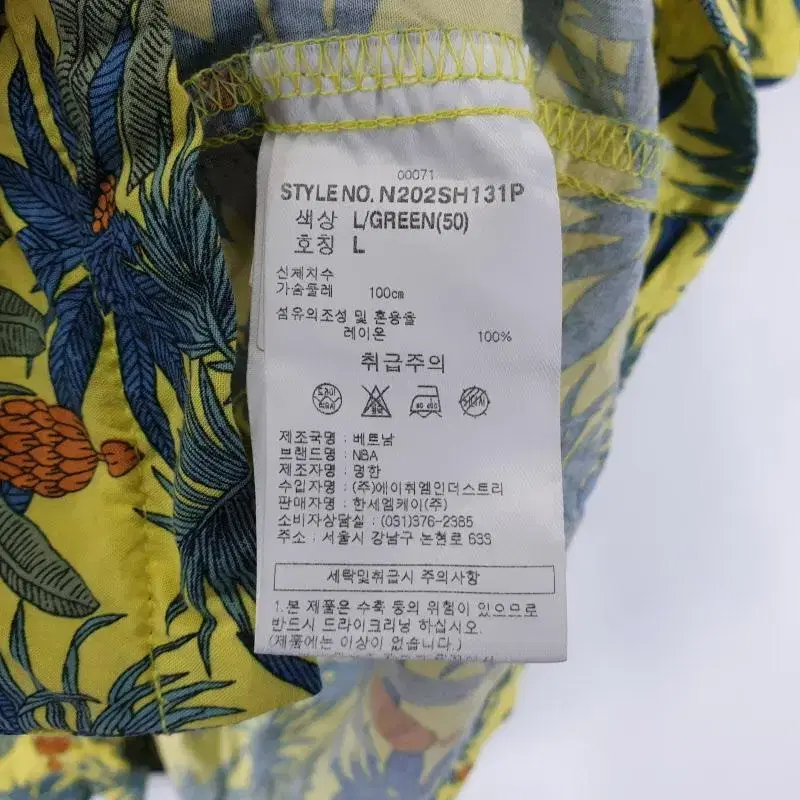 00071
STYLE NO. N202SH131P
색상 L/GREEN(50)
호칭 L
신체치수
가슴둘레 100cm
섬유의조성 및 혼용율
레이온 100%
취급주의
드라이
제조국명 : 베트남
브랜드명 : NBA
제조자명 : 명한
수입자명 : (주)에이취엠인더스트리
판매자명 : 한세엠케이(주)
소비자상담실 : (031)376-2365
주소 : 서울시 강남구 논현로 633
세탁및취급시 주의사항
1.본 제품은 수축 등의 위험이 있으므로
반드시 드라이크리닝 하십시오.
(제품에는 이상이 없습니다.